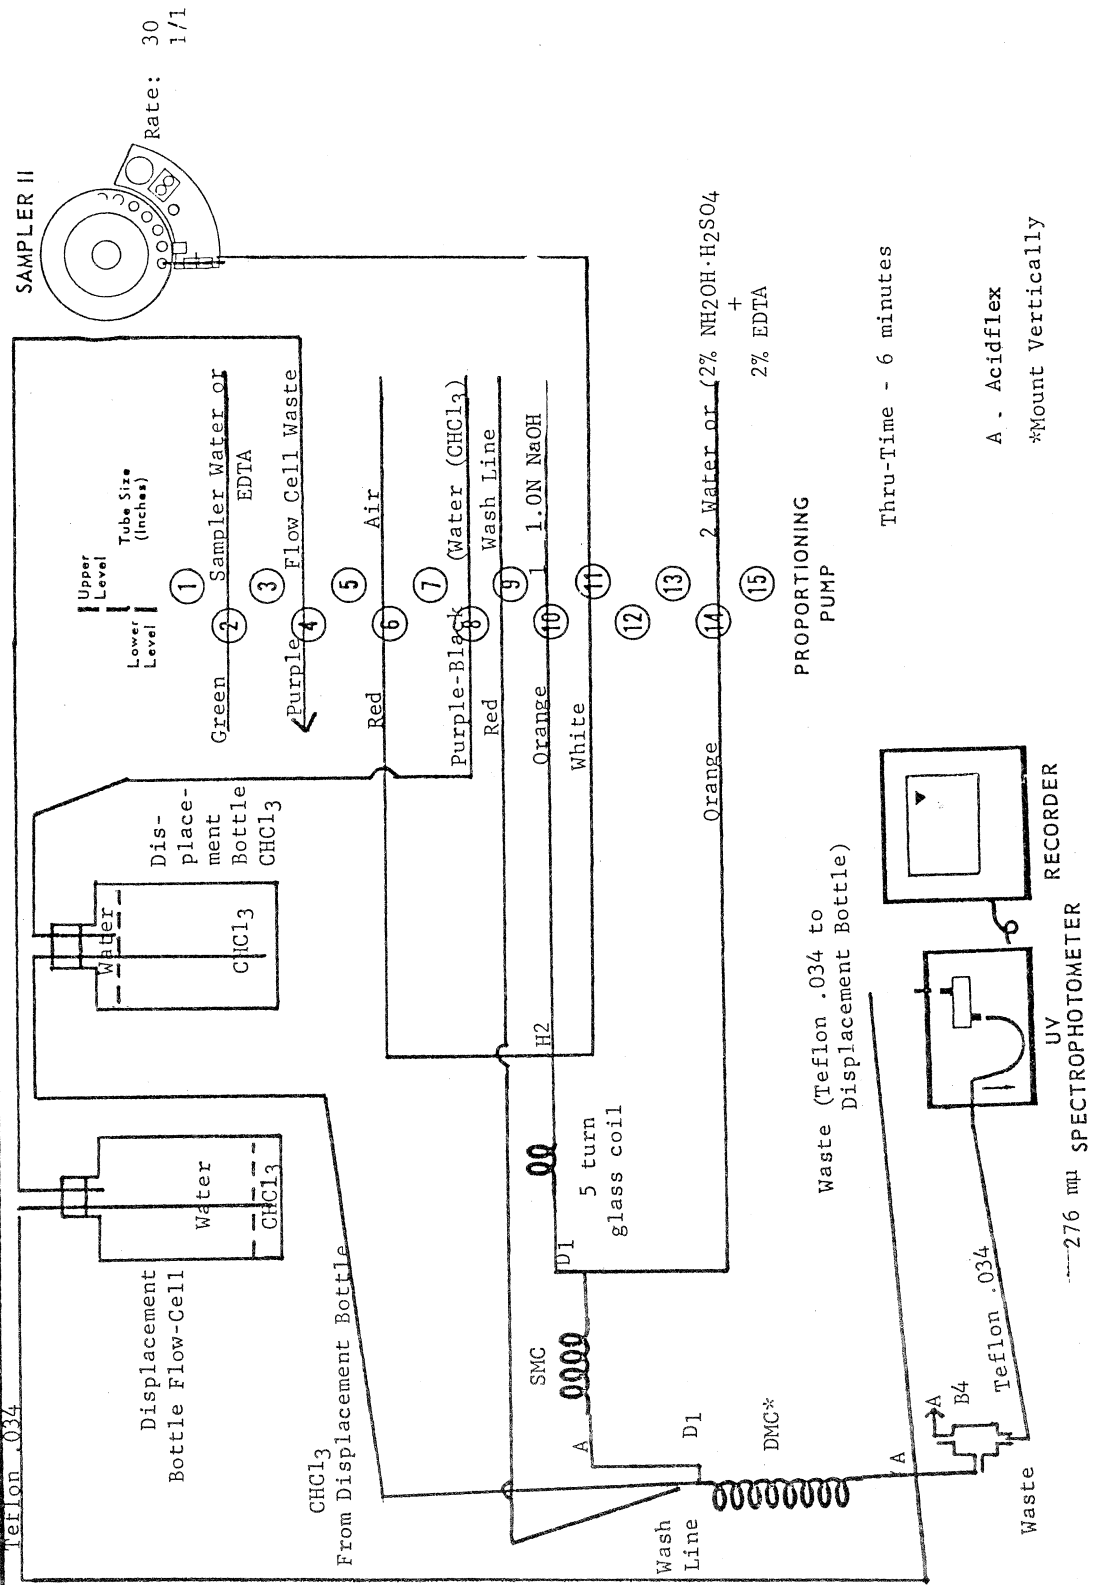 SAMPLER II
Rate: 30
1/1
Upper
Level
Lower
Level
Tube Size
(Inches)
1
Green 2 Sampler Water or
EDTA
3
Purple 4 Flow Cell Waste
5
Red 6 Air
7
Purple-Black 8 (Water (CHCl3)
Red 9 Wash Line
Orange 10 1 1.0N NaOH
White 11
12
13
Orange 14 2 Water or (2% NH2OH·H2SO4
+
2% EDTA
15
PROPORTIONING
PUMP
Thru-Time - 6 minutes
A - Acidflex
*Mount Vertically
Teflon .034
Displacement
Bottle Flow-Cell
Water
CHCl3
Dis-
place-
ment
Bottle
CHCl3
Water
CHCl3
CHCl3
From Displacement Bottle
H2
5 turn
glass coil
D1
SMC
A
D1
Wash
Line
DMC*
A
Waste (Teflon .034 to
Displacement Bottle)
A
B4
Teflon .034
Waste
RECORDER
UV
276 mµ SPECTROPHOTOMETER